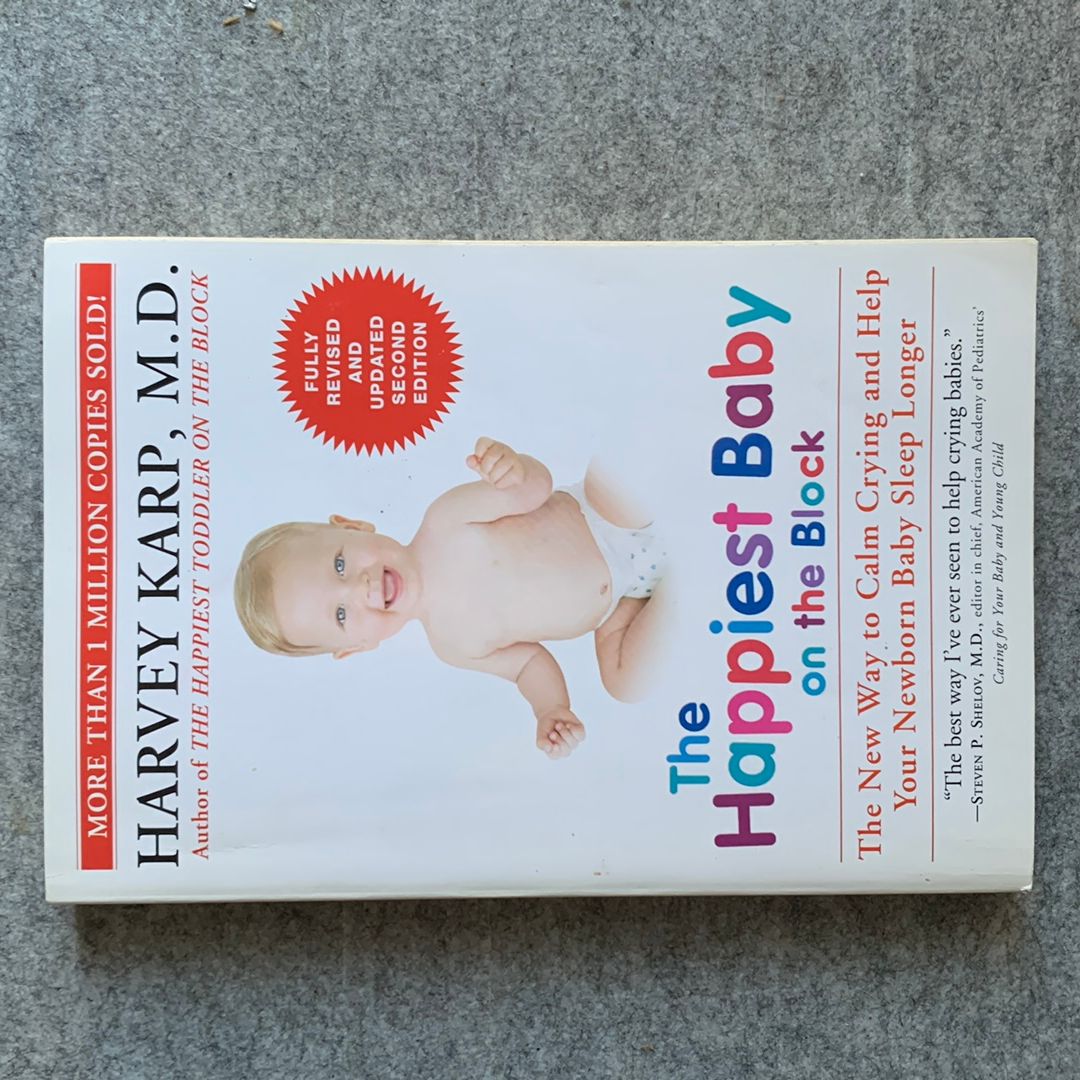 MORE THAN 1 MILLION COPIES SOLD!
HARVEY KARP, M.D.
Author of THE HAPPIEST TODDLER ON THE BLOCK
FULLY
REVISED
AND
UPDATED
SECOND
EDITION
The
Happiest Baby
on the Block
The New Way to Calm Crying and Help
Your Newborn Baby Sleep Longer
“The best way I’ve ever seen to help crying babies.”
—STEVEN P. SHELOV, M.D., editor in chief, American Academy of Pediatrics’
Caring for Your Baby and Young Child